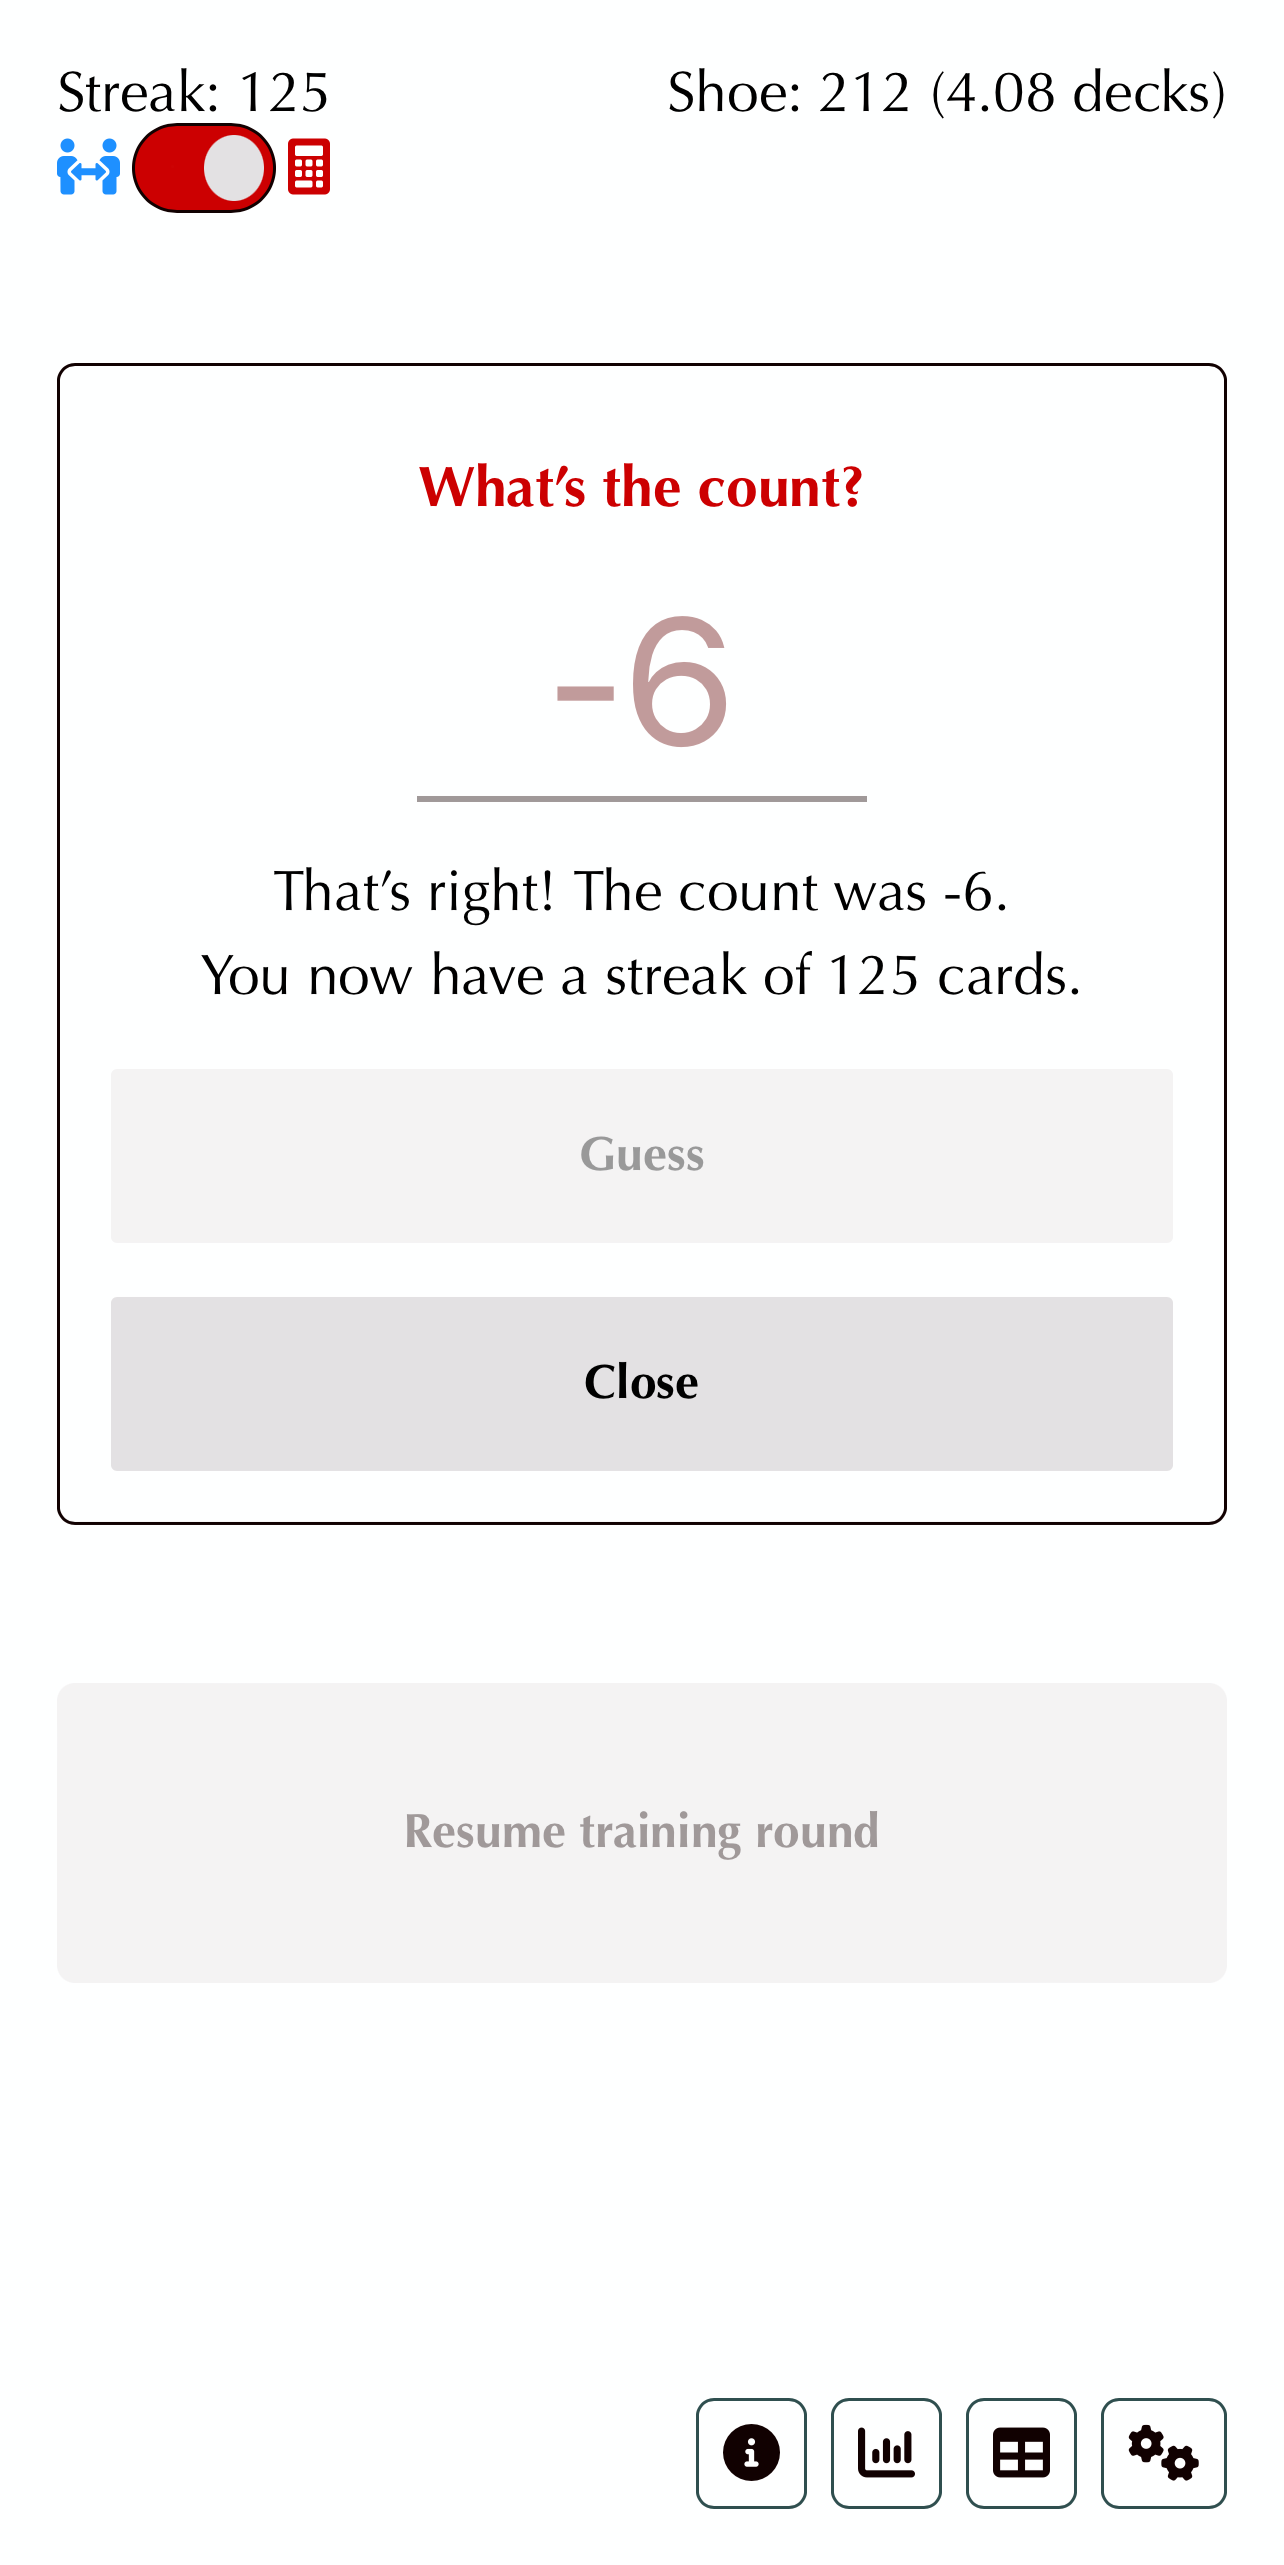 Streak: 125
Shoe: 212 (4.08 decks)
What's the count?
-6
That's right! The count was -6.
You now have a streak of 125 cards.
Guess
Close
Resume training round